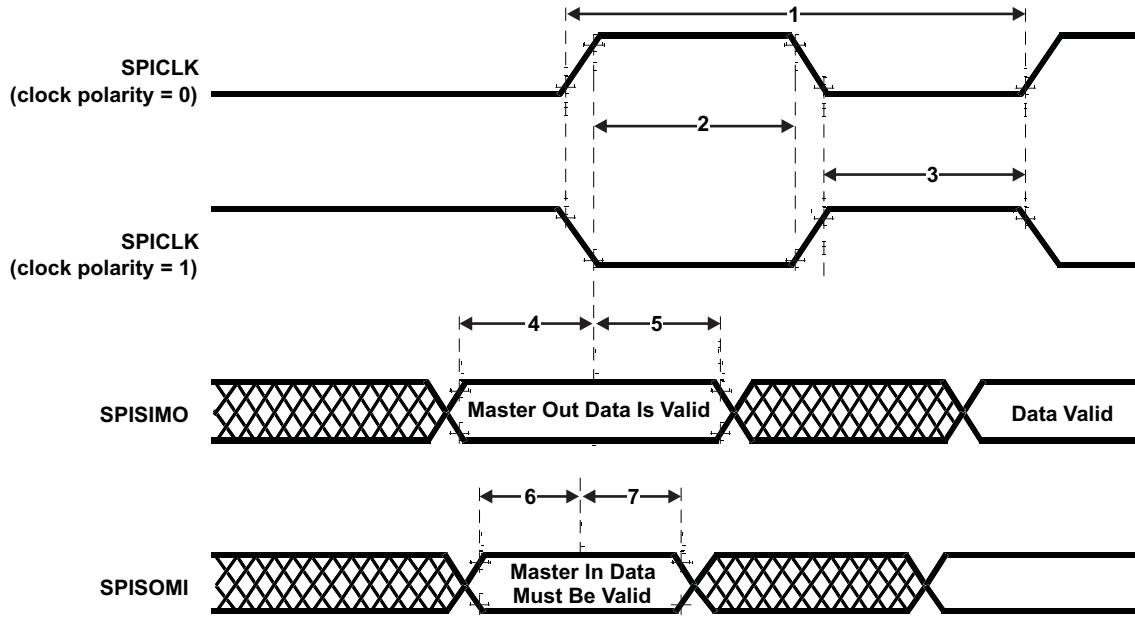 1
SPICLK
(clock polarity = 0)
2
3
SPICLK
(clock polarity = 1)
4
5
SPISIMO
Master Out Data Is Valid
Data Valid
6
7
SPISOMI
Master In Data
Must Be Valid